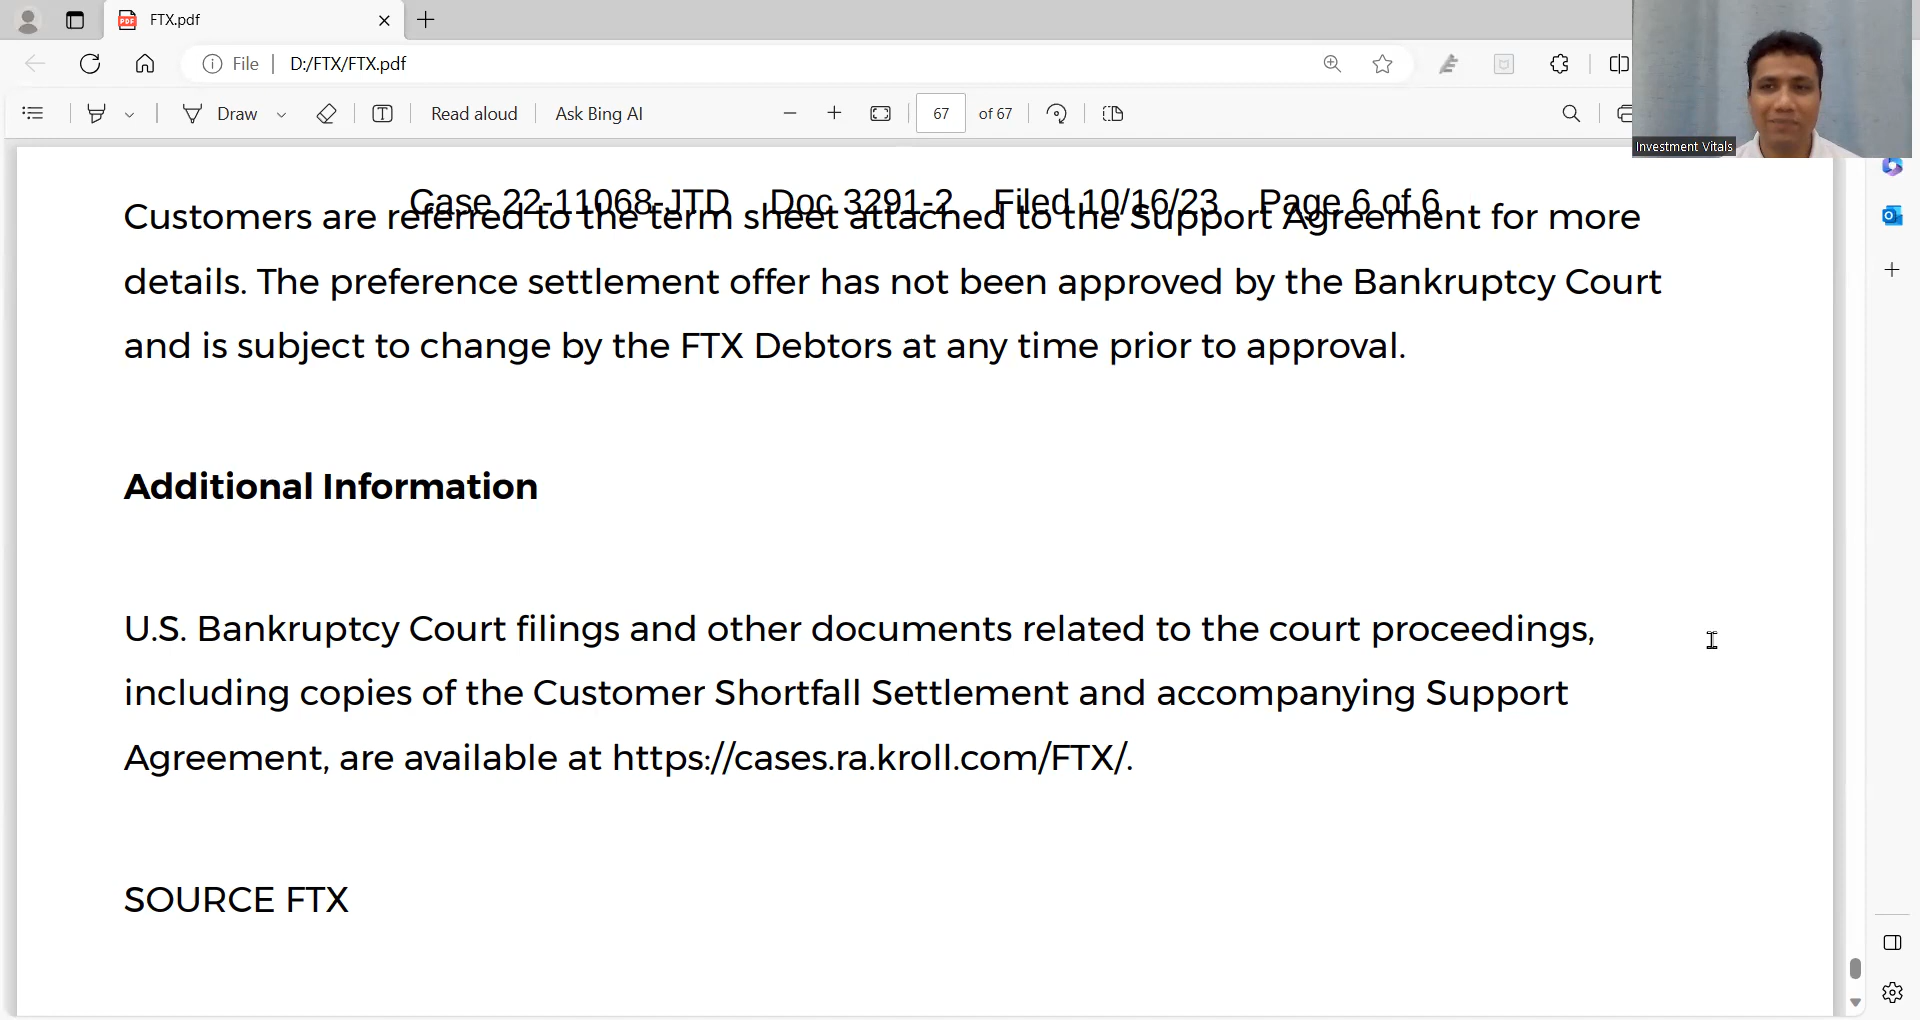 FTX.pdf
File D:/FTX/FTX.pdf
Draw Read aloud Ask Bing AI 67 of 67
Investment Vitals
Case 22-11068-JTD Doc 3291-2 Filed 10/16/23 Page 6 of 6
Customers are referred to the term sheet attached to the Support Agreement for more
details. The preference settlement offer has not been approved by the Bankruptcy Court
and is subject to change by the FTX Debtors at any time prior to approval.
Additional Information
U.S. Bankruptcy Court filings and other documents related to the court proceedings,
including copies of the Customer Shortfall Settlement and accompanying Support
Agreement, are available at https://cases.ra.kroll.com/FTX/.
SOURCE FTX